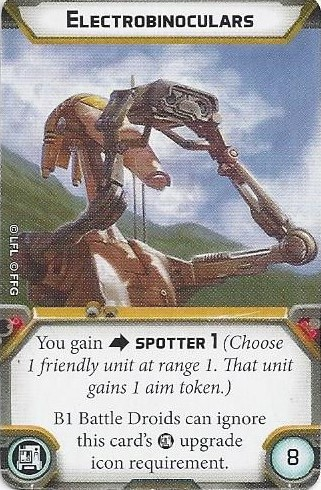 ELECTROBINOCULARS
©LFL ©FFG
You gain SPOTTER 1 (Choose
1 friendly unit at range 1. That unit
gains 1 aim token.)
B1 Battle Droids can ignore
this card's upgrade
icon requirement.
8